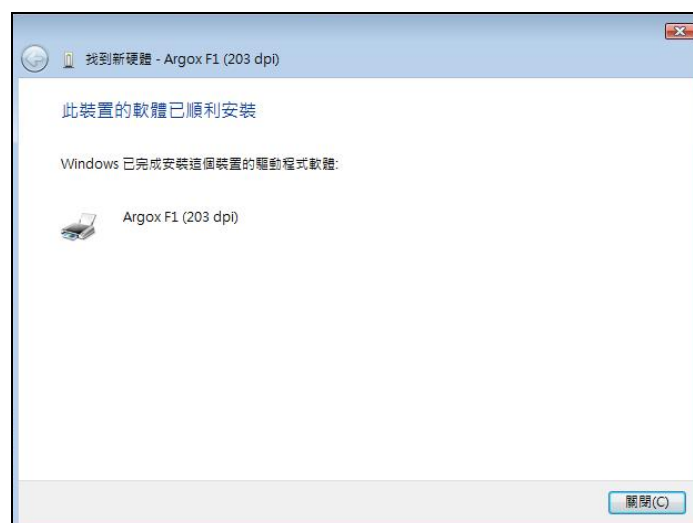 找到新硬體 - Argox F1 (203 dpi)
此裝置的軟體已順利安裝
Windows 已完成安裝這個裝置的驅動程式軟體:
Argox F1 (203 dpi)
關閉(C)